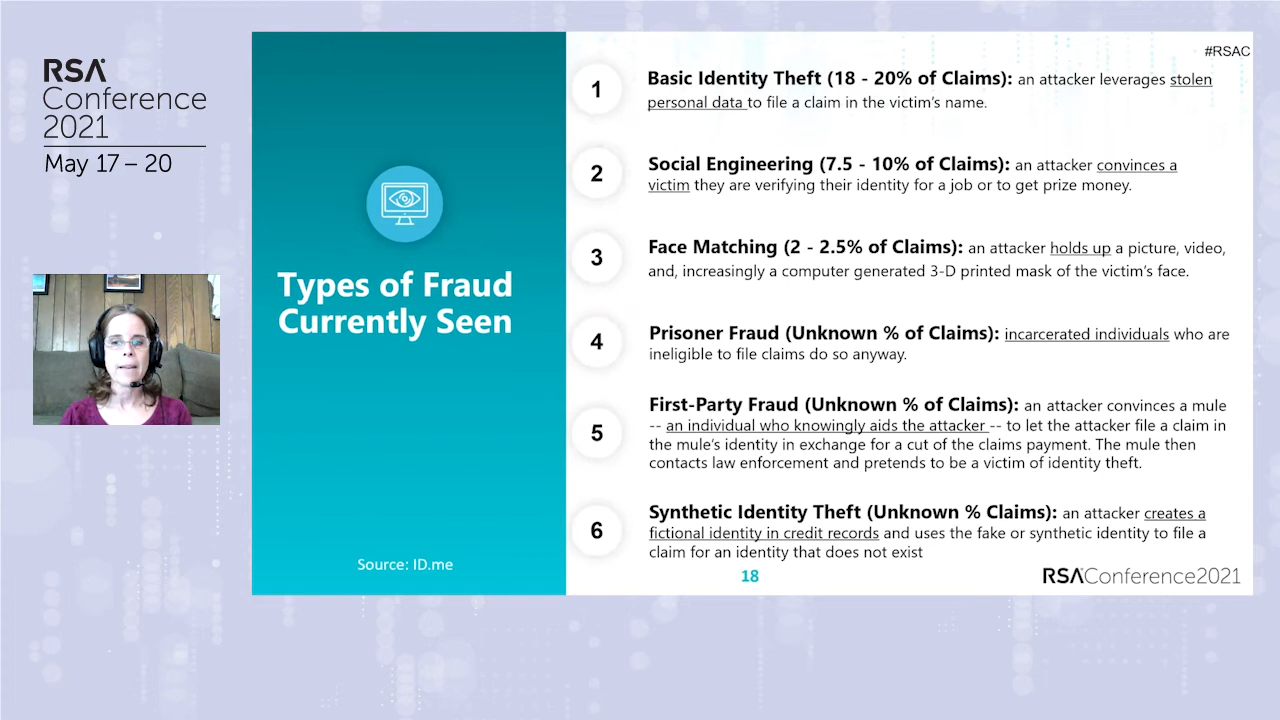 RSA
Conference
2021
May 17 – 20
Types of Fraud
Currently Seen
Source: ID.me
#RSAC
1
Basic Identity Theft (18 - 20% of Claims): an attacker leverages stolen
personal data to file a claim in the victim's name.
2
Social Engineering (7.5 - 10% of Claims): an attacker convinces a
victim they are verifying their identity for a job or to get prize money.
3
Face Matching (2 - 2.5% of Claims): an attacker holds up a picture, video,
and, increasingly a computer generated 3-D printed mask of the victim's face.
4
Prisoner Fraud (Unknown % of Claims): incarcerated individuals who are
ineligible to file claims do so anyway.
5
First-Party Fraud (Unknown % of Claims): an attacker convinces a mule
-- an individual who knowingly aids the attacker -- to let the attacker file a claim in
the mule's identity in exchange for a cut of the claims payment. The mule then
contacts law enforcement and pretends to be a victim of identity theft.
6
Synthetic Identity Theft (Unknown % Claims): an attacker creates a
fictional identity in credit records and uses the fake or synthetic identity to file a
claim for an identity that does not exist
18
RSAConference2021